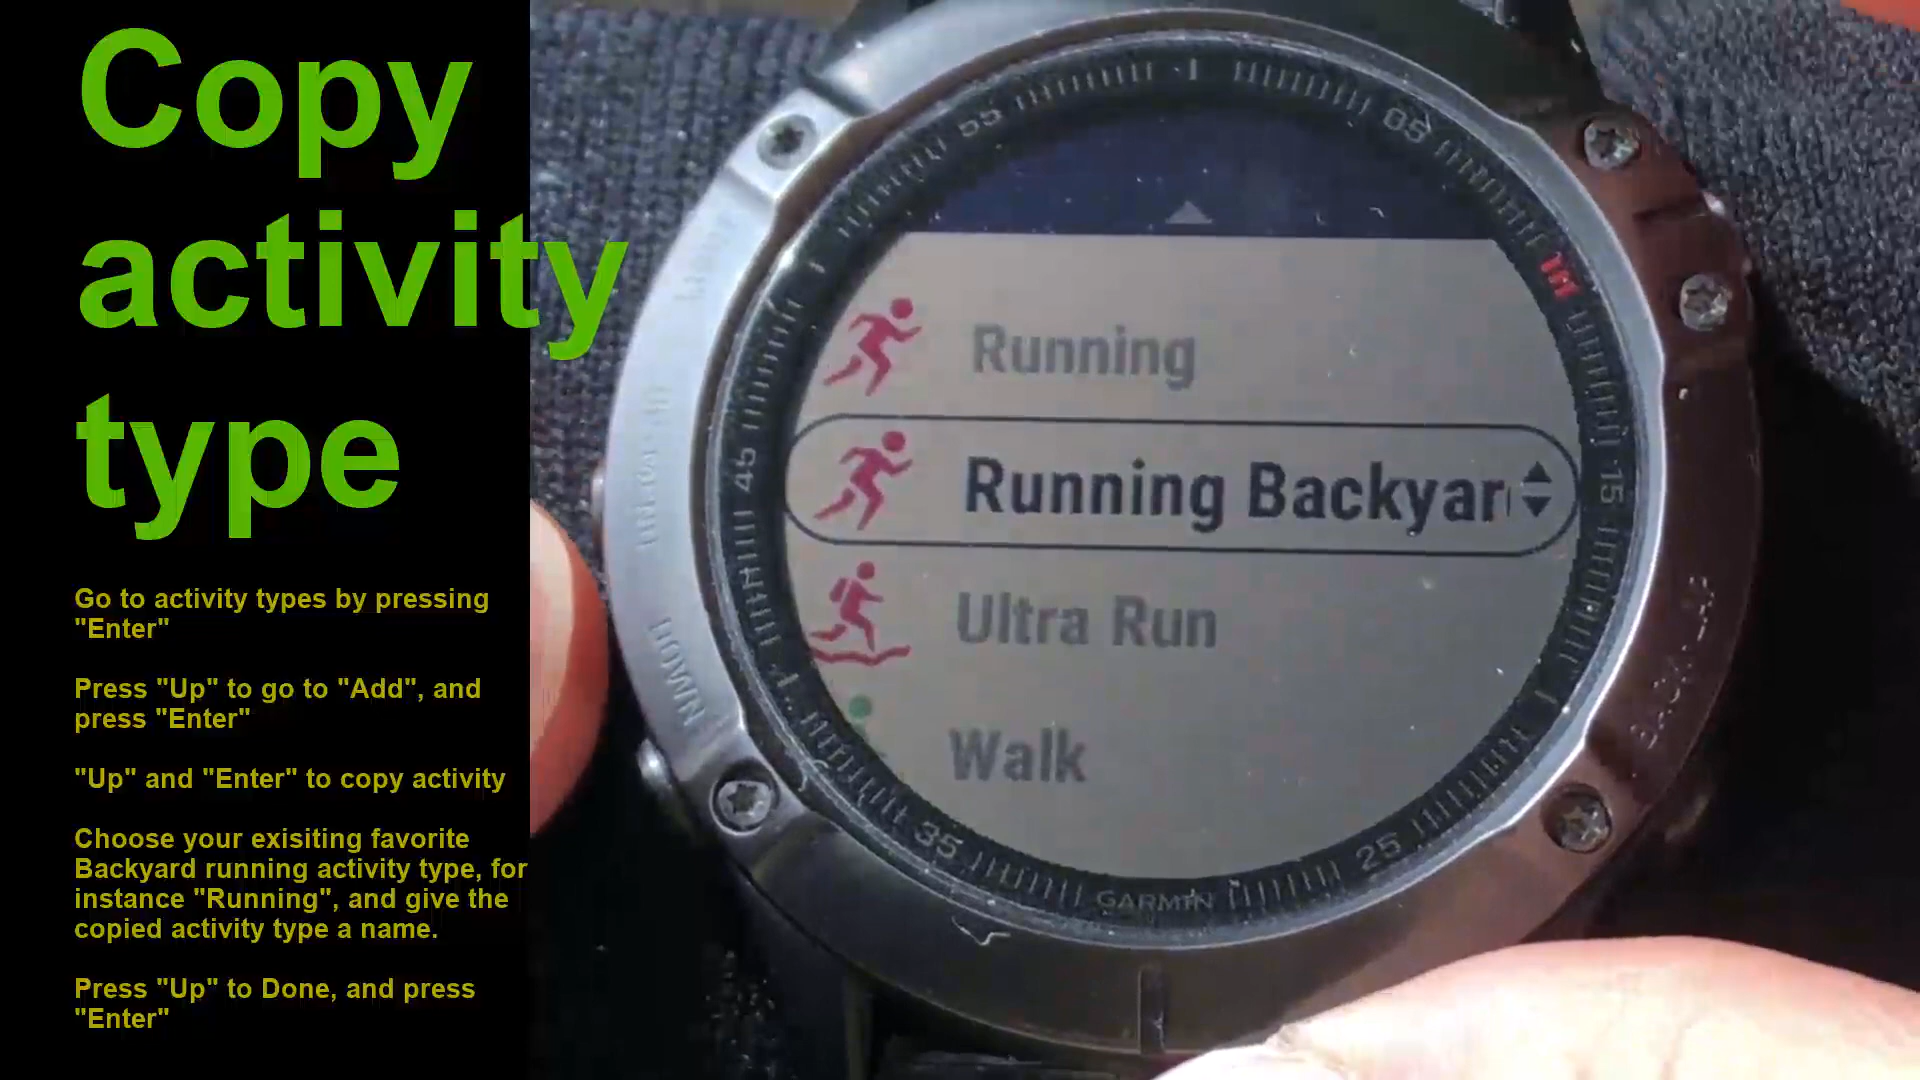 Copy
activity
type
Go to activity types by pressing
"Enter"
Press "Up" to go to "Add", and
press "Enter"
"Up" and "Enter" to copy activity
Choose your exisiting favorite
Backyard running activity type, for
instance "Running", and give the
copied activity type a name.
Press "Up" to Done, and press
"Enter"
55
05
Running
Running Backyar
Ultra Run
Walk
45
15
DOWN
35
25
GARMIN